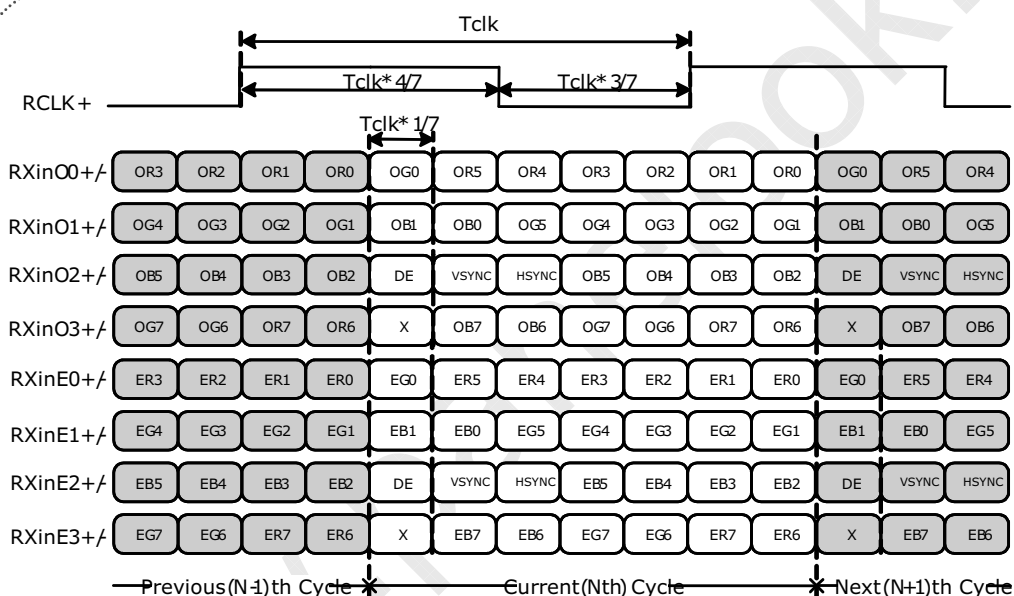 Tclk
Tclk* 4/7 Tclk* 3/7
RCLK+
Tclk* 1/7
RXinO0+/- OR3 OR2 OR1 OR0 OG0 OR5 OR4 OR3 OR2 OR1 OR0 OG0 OR5 OR4
RXinO1+/- OG4 OG3 OG2 OG1 OB1 OB0 OG5 OG4 OG3 OG2 OG1 OB1 OB0 OG5
RXinO2+/- OB5 OB4 OB3 OB2 DE VSYNC HSYNC OB5 OB4 OB3 OB2 DE VSYNC HSYNC
RXinO3+/- OG7 OG6 OR7 OR6 X OB7 OB6 OG7 OG6 OR7 OR6 X OB7 OB6
RXinE0+/- ER3 ER2 ER1 ER0 EG0 ER5 ER4 ER3 ER2 ER1 ER0 EG0 ER5 ER4
RXinE1+/- EG4 EG3 EG2 EG1 EB1 EB0 EG5 EG4 EG3 EG2 EG1 EB1 EB0 EG5
RXinE2+/- EB5 EB4 EB3 EB2 DE VSYNC HSYNC EB5 EB4 EB3 EB2 DE VSYNC HSYNC
RXinE3+/- EG7 EG6 ER7 ER6 X EB7 EB6 EG7 EG6 ER7 ER6 X EB7 EB6
Previous(N-1)th Cycle Current(Nth) Cycle Next(N+1)th Cycle